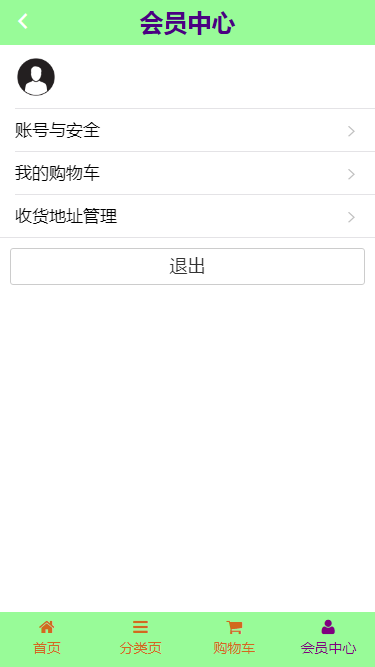 会员中心
账号与安全
我的购物车
收货地址管理
退出
首页
分类页
购物车
会员中心